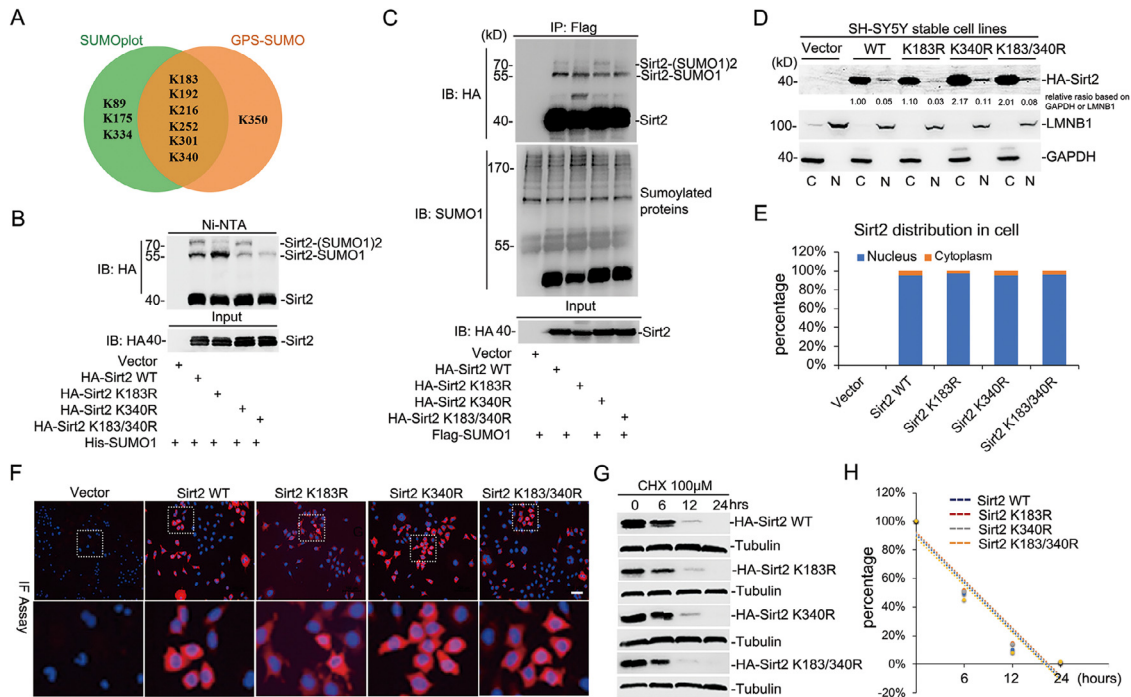 A
SUMOplot
GPS-SUMO
K89
K175
K334
K183
K192
K216
K252
K301
K340
K350
B
Ni-NTA
70-
55-
40-
IB: HA
-Sirt2-(SUMO1)2
-Sirt2-SUMO1
-Sirt2
Input
IB: HA 40-
-Sirt2
Vector +
HA-Sirt2 WT +
HA-Sirt2 K183R +
HA-Sirt2 K340R +
HA-Sirt2 K183/340R +
His-SUMO1 + + + + +
C
IP: Flag
(kD)
70-
55-
40-
IB: HA
-Sirt2-(SUMO1)2
-Sirt2-SUMO1
-Sirt2
170-
55-
IB: SUMO1
Sumoylated
proteins
Input
IB: HA 40-
-Sirt2
Vector +
HA-Sirt2 WT +
HA-Sirt2 K183R +
HA-Sirt2 K340R +
HA-Sirt2 K183/340R +
Flag-SUMO1 + + + + +
D
SH-SY5Y stable cell lines
Vector WT K183R K340R K183/340R
(kD)
40-
-HA-Sirt2
1.00 0.05 1.10 0.03 2.17 0.11 2.01 0.08
relative rasio based on
GAPDH or LMNB1
100-
-LMNB1
40-
-GAPDH
C N C N C N C N C N
E
Sirt2 distribution in cell
Nucleus Cytoplasm
percentage
100%
80%
60%
40%
20%
0%
Vector
Sirt2 WT
Sirt2 K183R
Sirt2 K340R
Sirt2 K183/340R
F
Vector Sirt2 WT Sirt2 K183R Sirt2 K340R Sirt2 K183/340R
IF Assay
G
CHX 100μM
0 6 12 24hrs
-HA-Sirt2 WT
-Tubulin
-HA-Sirt2 K183R
-Tubulin
-HA-Sirt2 K340R
-Tubulin
-HA-Sirt2 K183/340R
-Tubulin
H
Sirt2 WT
Sirt2 K183R
Sirt2 K340R
Sirt2 K183/340R
percentage
120%
100%
80%
60%
40%
20%
0%
-20%
6 12 24 (hours)